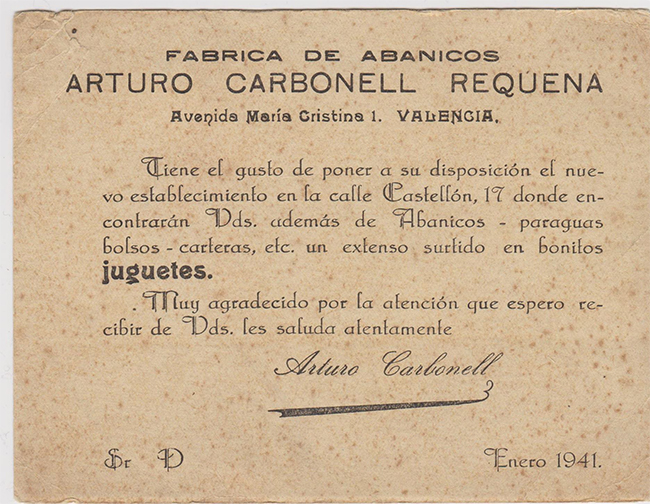 FABRICA DE ABANICOS
ARTURO CARBONELL REQUENA
Avenida María Cristina 1. VALENCIA.
Tiene el gusto de poner a su disposición el nue-
vo establecimiento en la calle Castellón, 17 donde en-
contrarán Vds. además de Abanicos - paraguas
bolsos - carteras, etc. un extenso surtido en bonitos
juguetes.
. Muy agradecido por la atención que espero re-
cibir de Vds. les saluda atentamente
Arturo Carbonell
Sr D Enero 1941.